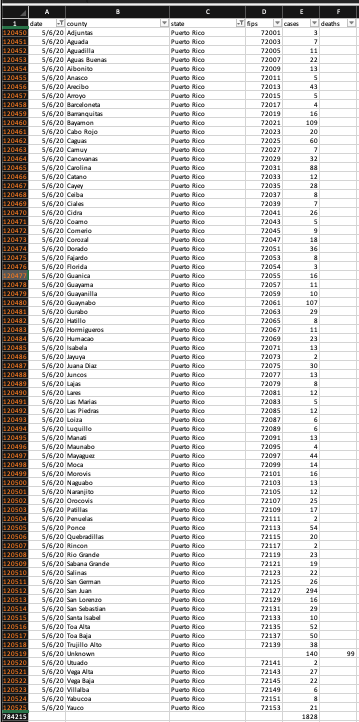 A B C D E F
1 date county state fips cases deaths
120450 5/6/20 Adjuntas Puerto Rico 72001 3
120451 5/6/20 Aguada Puerto Rico 72003 7
120452 5/6/20 Aguadilla Puerto Rico 72005 11
120453 5/6/20 Aguas Buenas Puerto Rico 72007 22
120454 5/6/20 Aibonito Puerto Rico 72009 13
120455 5/6/20 Anasco Puerto Rico 72011 5
120456 5/6/20 Arecibo Puerto Rico 72013 43
120457 5/6/20 Arroyo Puerto Rico 72015 5
120458 5/6/20 Barceloneta Puerto Rico 72017 4
120459 5/6/20 Barranquitas Puerto Rico 72019 16
120460 5/6/20 Bayamon Puerto Rico 72021 109
120461 5/6/20 Cabo Rojo Puerto Rico 72023 20
120462 5/6/20 Caguas Puerto Rico 72025 60
120463 5/6/20 Camuy Puerto Rico 72027 7
120464 5/6/20 Canovanas Puerto Rico 72029 32
120465 5/6/20 Carolina Puerto Rico 72031 88
120466 5/6/20 Catano Puerto Rico 72033 12
120467 5/6/20 Cayey Puerto Rico 72035 28
120468 5/6/20 Ceiba Puerto Rico 72037 8
120469 5/6/20 Ciales Puerto Rico 72039 7
120470 5/6/20 Cidra Puerto Rico 72041 26
120471 5/6/20 Coamo Puerto Rico 72043 5
120472 5/6/20 Comerio Puerto Rico 72045 9
120473 5/6/20 Corozal Puerto Rico 72047 18
120474 5/6/20 Dorado Puerto Rico 72051 36
120475 5/6/20 Fajardo Puerto Rico 72053 8
120476 5/6/20 Florida Puerto Rico 72054 3
120477 5/6/20 Guanica Puerto Rico 72055 16
120478 5/6/20 Guayama Puerto Rico 72057 11
120479 5/6/20 Guayanilla Puerto Rico 72059 10
120480 5/6/20 Guaynabo Puerto Rico 72061 107
120481 5/6/20 Gurabo Puerto Rico 72063 29
120482 5/6/20 Hatillo Puerto Rico 72065 8
120483 5/6/20 Hormigueros Puerto Rico 72067 11
120484 5/6/20 Humacao Puerto Rico 72069 23
120485 5/6/20 Isabela Puerto Rico 72071 13
120486 5/6/20 Jayuya Puerto Rico 72073 2
120487 5/6/20 Juana Diaz Puerto Rico 72075 30
120488 5/6/20 Juncos Puerto Rico 72077 13
120489 5/6/20 Lajas Puerto Rico 72079 8
120490 5/6/20 Lares Puerto Rico 72081 12
120491 5/6/20 Las Marias Puerto Rico 72083 5
120492 5/6/20 Las Piedras Puerto Rico 72085 12
120493 5/6/20 Loiza Puerto Rico 72087 6
120494 5/6/20 Luquillo Puerto Rico 72089 6
120495 5/6/20 Manati Puerto Rico 72091 13
120496 5/6/20 Maunabo Puerto Rico 72095 4
120497 5/6/20 Mayaguez Puerto Rico 72097 44
120498 5/6/20 Moca Puerto Rico 72099 14
120499 5/6/20 Morovis Puerto Rico 72101 16
120500 5/6/20 Naguabo Puerto Rico 72103 13
120501 5/6/20 Naranjito Puerto Rico 72105 12
120502 5/6/20 Orocovis Puerto Rico 72107 25
120503 5/6/20 Patillas Puerto Rico 72109 17
120504 5/6/20 Penuelas Puerto Rico 72111 2
120505 5/6/20 Ponce Puerto Rico 72113 54
120506 5/6/20 Quebradillas Puerto Rico 72115 20
120507 5/6/20 Rincon Puerto Rico 72117 2
120508 5/6/20 Rio Grande Puerto Rico 72119 23
120509 5/6/20 Sabana Grande Puerto Rico 72121 19
120510 5/6/20 Salinas Puerto Rico 72123 22
120511 5/6/20 San German Puerto Rico 72125 26
120512 5/6/20 San Juan Puerto Rico 72127 294
120513 5/6/20 San Lorenzo Puerto Rico 72129 16
120514 5/6/20 San Sebastian Puerto Rico 72131 29
120515 5/6/20 Santa Isabel Puerto Rico 72133 10
120516 5/6/20 Toa Alta Puerto Rico 72135 52
120517 5/6/20 Toa Baja Puerto Rico 72137 50
120518 5/6/20 Trujillo Alto Puerto Rico 72139 38
120519 5/6/20 Unknown Puerto Rico 140 99
120520 5/6/20 Utuado Puerto Rico 72141 2
120521 5/6/20 Vega Alta Puerto Rico 72143 27
120522 5/6/20 Vega Baja Puerto Rico 72145 22
120523 5/6/20 Villalba Puerto Rico 72149 6
120524 5/6/20 Yabucoa Puerto Rico 72151 8
120525 5/6/20 Yauco Puerto Rico 72153 21
784215 1828